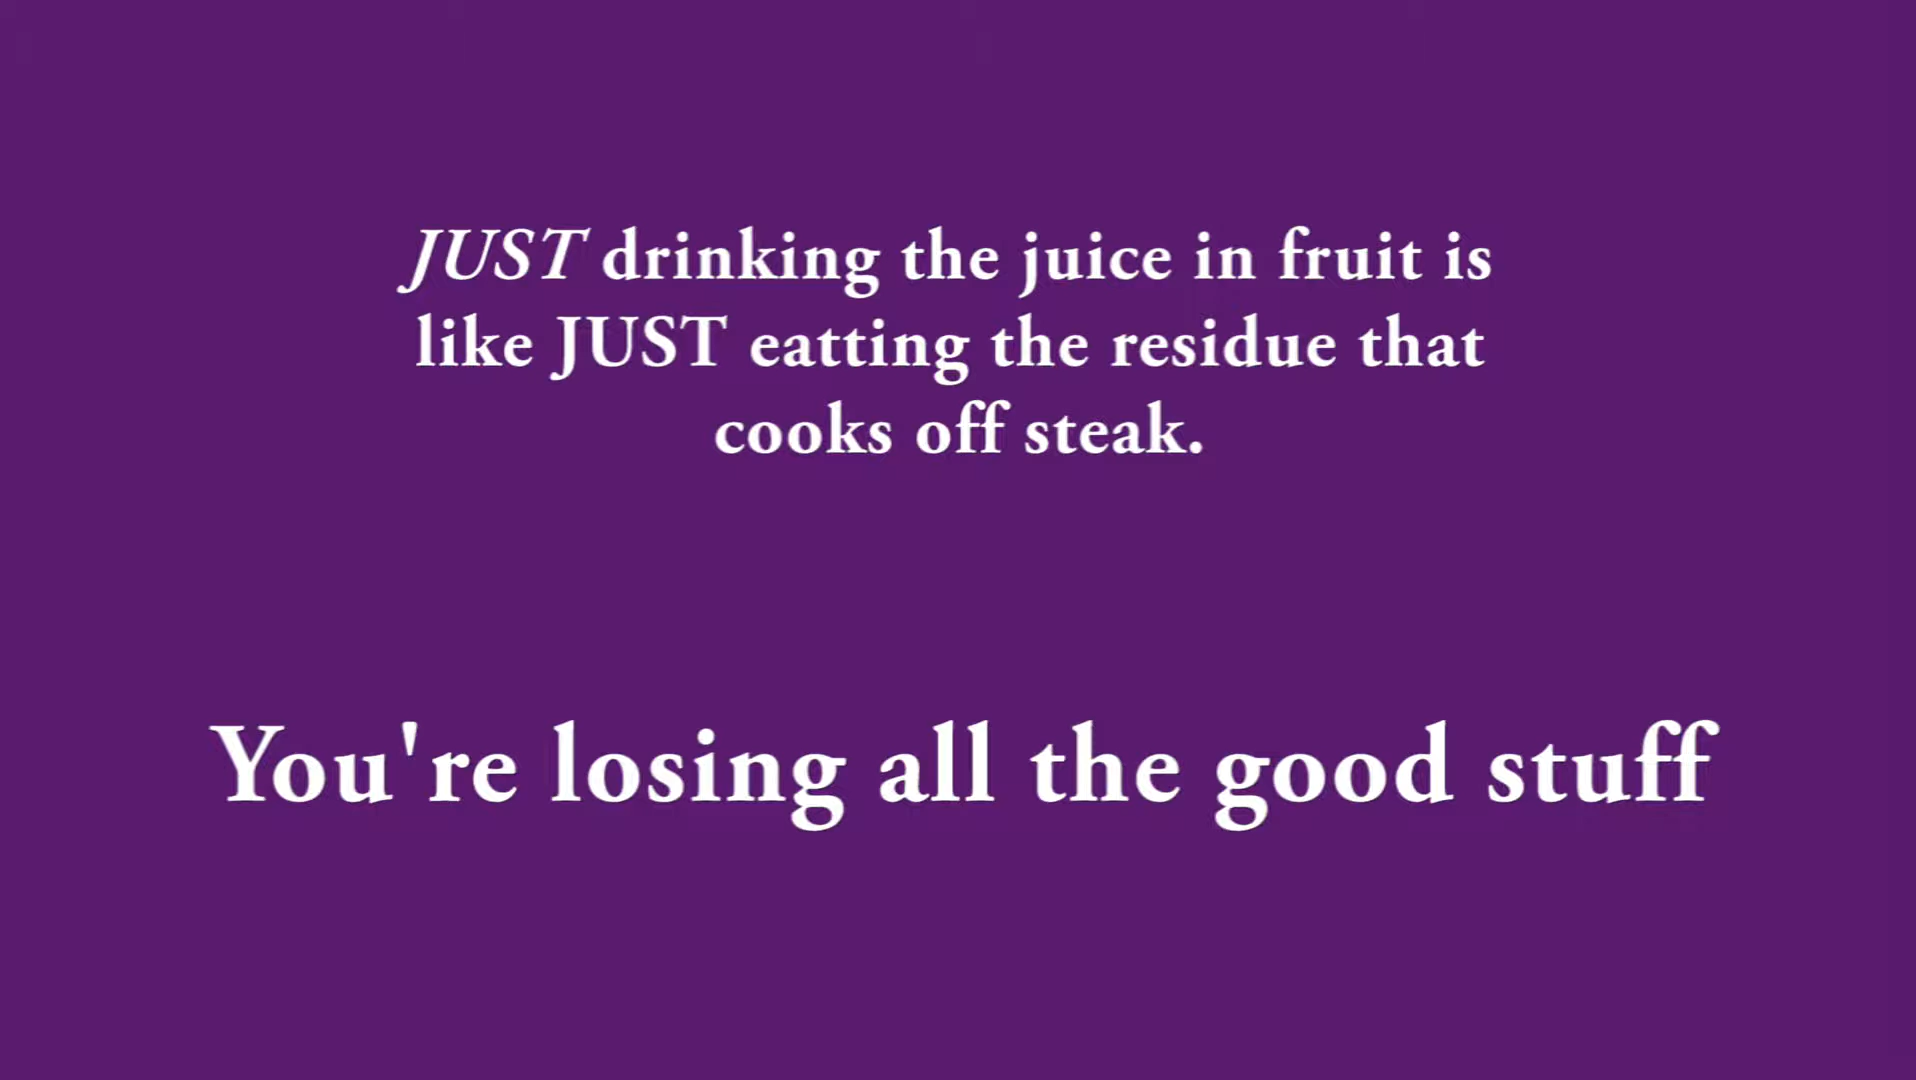 JUST drinking the juice in fruit is
like JUST eatting the residue that
cooks off steak.
You're losing all the good stuff